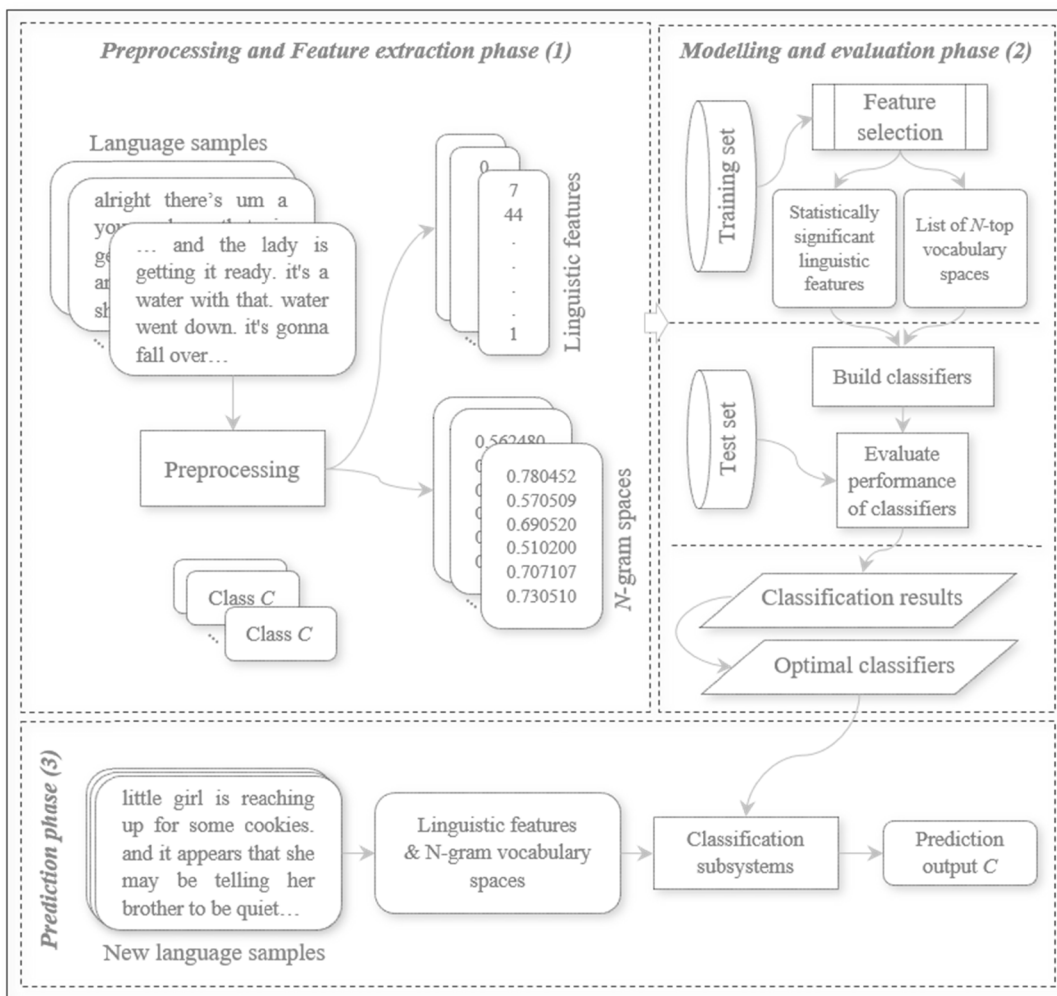 Preprocessing and Feature extraction phase (1)
Language samples
alright there's um a
… and the lady is
getting it ready. it's a
water with that. water
went down. it's gonna
fall over…
Preprocessing
Class C
Class C
0
7
44
.
.
.
.
1
Linguistic features
0.562480
0.780452
0.570509
0.690520
0.510200
0.707107
0.730510
N-gram spaces
Modelling and evaluation phase (2)
Training set
Feature
selection
Statistically
significant
linguistic
features
List of N-top
vocabulary
spaces
Build classifiers
Test set
Evaluate
performance
of classifiers
Classification results
Optimal classifiers
Prediction phase (3)
little girl is reaching
up for some cookies.
and it appears that she
may be telling her
brother to be quiet…
New language samples
Linguistic features
& N-gram vocabulary
spaces
Classification
subsystems
Prediction
output C